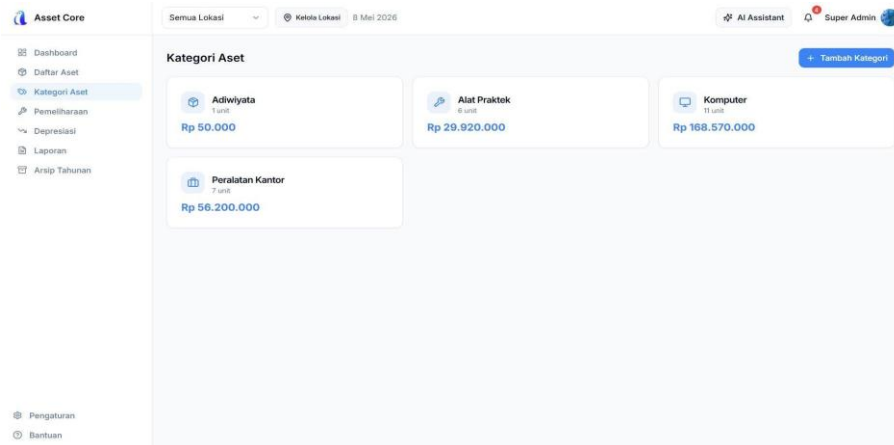 Asset Core
Semua Lokasi
Kelola Lokasi
8 Mei 2026
AI Assistant
4
Super Admin
Dashboard
Daftar Aset
Kategori Aset
Pemeliharaan
Depresiasi
Laporan
Arsip Tahunan
Pengaturan
Bantuan
Kategori Aset
+ Tambah Kategori
Adiwiyata
1 unit
Rp 50.000
Alat Praktek
6 unit
Rp 29.920.000
Komputer
11 unit
Rp 168.570.000
Peralatan Kantor
7 unit
Rp 56.200.000